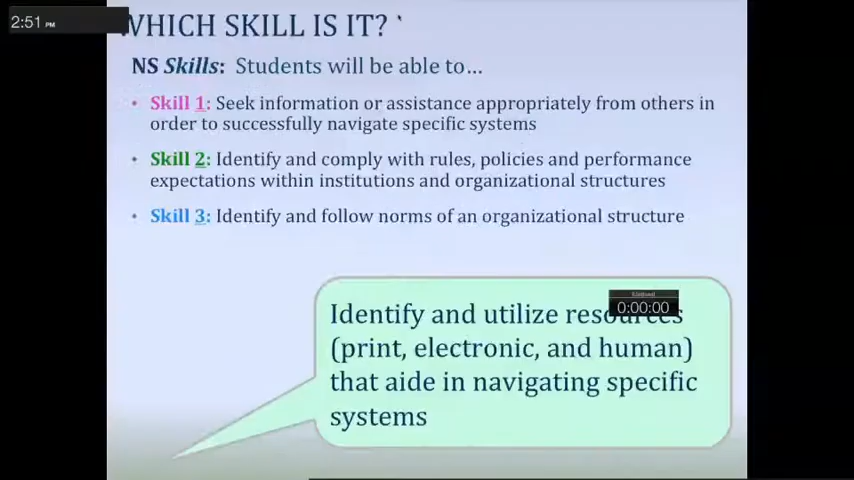 2:51 PM
WHICH SKILL IS IT?
NS Skills: Students will be able to...
• Skill 1: Seek information or assistance appropriately from others in
order to successfully navigate specific systems
• Skill 2: Identify and comply with rules, policies and performance
expectations within institutions and organizational structures
• Skill 3: Identify and follow norms of an organizational structure
0:00:00
Identify and utilize resources
(print, electronic, and human)
that aide in navigating specific
systems